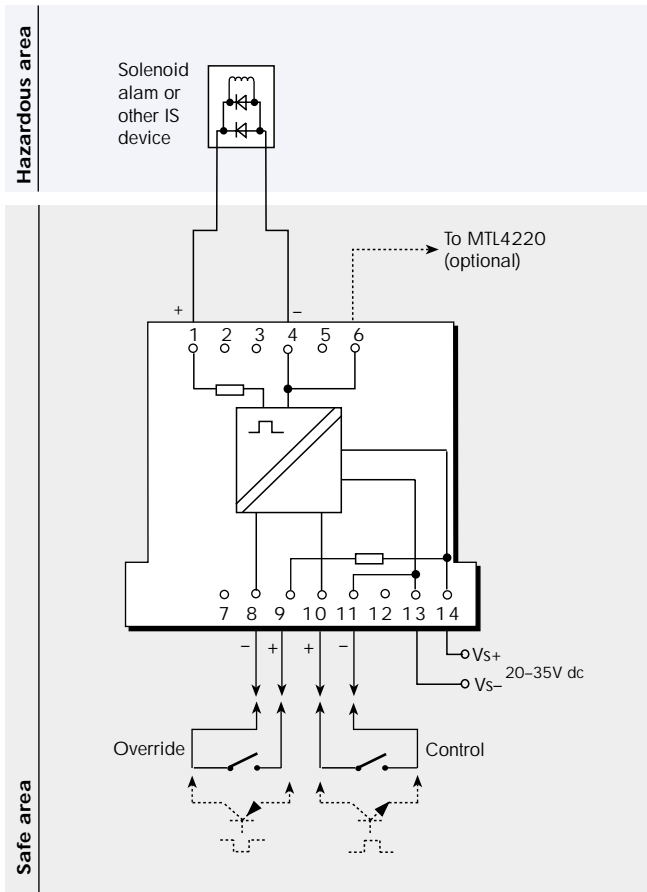 Hazardous area
Solenoid
alam or
other IS
device
To MTL4220
(optional)
+ –
1 2 3 4 5 6
7 8 9 10 11 12 13 14
– + + –
Vs+
20–35V dc
Vs–
Override
Control
Safe area